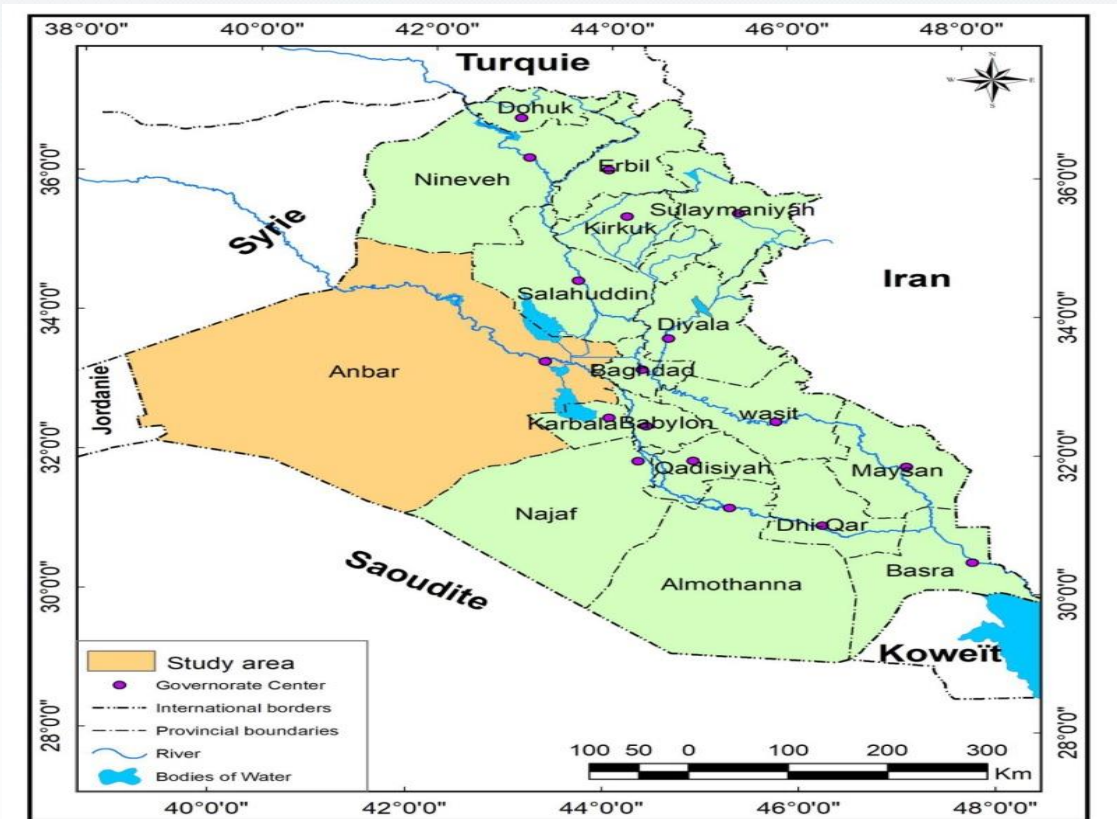 38°0'0" 40°0'0" 42°0'0" 44°0'0" 46°0'0" 48°0'0"
Turquie
N
W E
S
Dohuk
36°0'0"
Erbil
36°0'0"
Nineveh
Sulaymaniyah
Syrie
Kirkuk
Iran
Salahuddin
34°0'0"
Diyala
34°0'0"
Anbar
Baghdad
Jordanie
wasit
Karbala
Babylon
32°0'0"
Qadisiyah
Maysan
32°0'0"
Najaf
Dhi Qar
Saoudite
Almothanna
Basra
30°0'0"
30°0'0"
Koweït
Study area
Governorate Center
International borders
Provincial boundaries
River
Bodies of Water
28°0'0"
28°0'0"
100 50 0 100 200 300
Km
40°0'0" 42°0'0" 44°0'0" 46°0'0" 48°0'0"